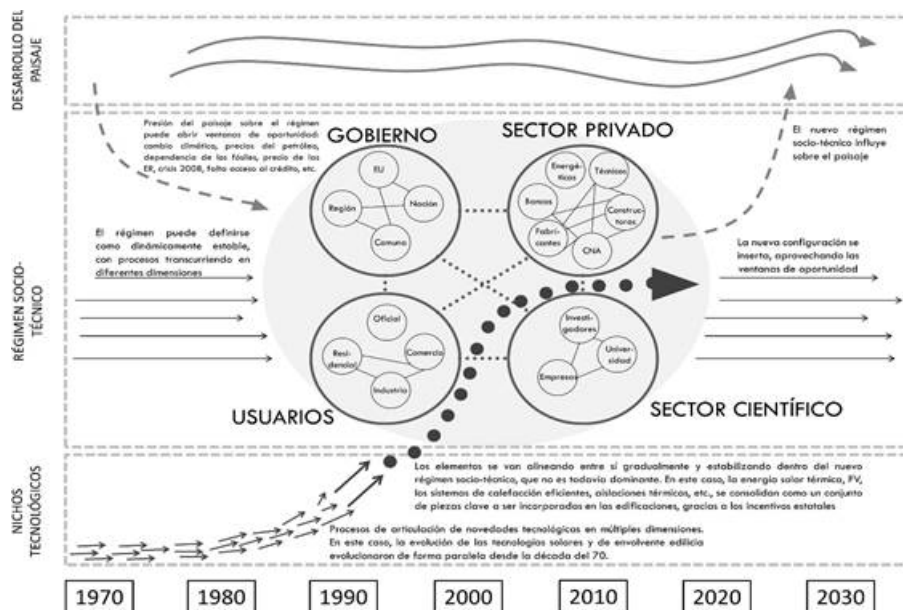 DESARROLLO DEL
PAISAJE
Presión del paisaje sobre el régimen
puede abrir ventanas de oportunidad:
cambio climático, precios del petróleo,
dependencia de los fósiles, precio de las
ER, crisis 2008, falta acceso al crédito, etc.
GOBIERNO
EU
Región
Nación
Comuna
SECTOR PRIVADO
Energé-
ticas
Técnicos
Bancos
Construc-
toras
Fabri-
cantes
CNA
El nuevo régimen
socio-técnico influye
sobre el paisaje
RÉGIMEN SOCIO-
TÉCNICO
El régimen puede definirse
como dinámicamente estable,
con procesos transcurriendo en
diferentes dimensiones
La nueva configuración se
inserta, aprovechando las
ventanas de oportunidad
Oficial
Resi-
dencial
Comercio
Industria
USUARIOS
Investi-
gadores
Univer-
sidad
Empresas
SECTOR CIENTÍFICO
NICHOS
TECNOLÓGICOS
Los elementos se van alineando entre sí gradualmente y estabilizando dentro del nuevo
régimen socio-técnico, que no es todavía dominante. En este caso, la energía solar térmica, FV,
los sistemas de calefacción eficientes, aislaciones térmicas, etc., se consolidan como un conjunto
de piezas clave a ser incorporadas en las edificaciones, gracias a los incentivos estatales
Procesos de articulación de novedades tecnológicas en múltiples dimensiones.
En este caso, la evolución de las tecnologías solares y de envolvente edilicia
evolucionaron de forma paralela desde la década del 70.
1970
1980
1990
2000
2010
2020
2030